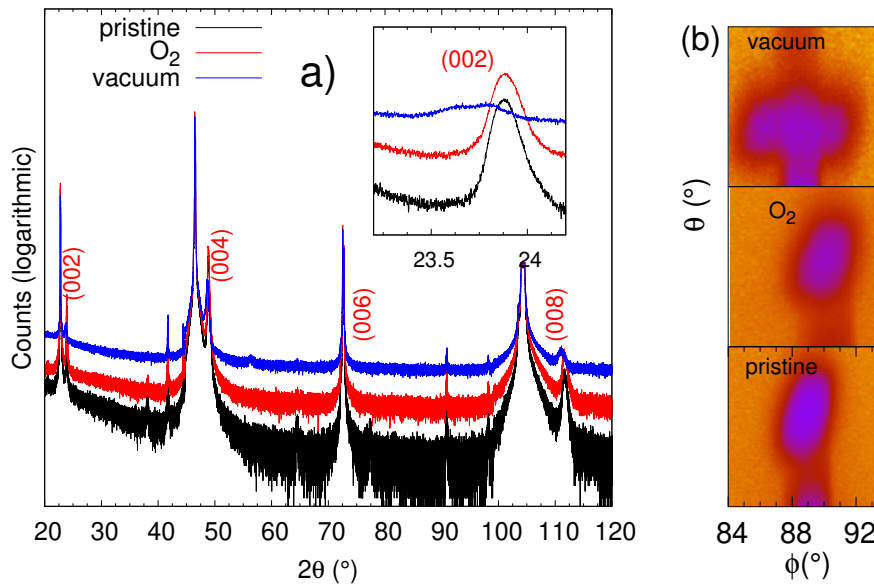 pristine
O2
vacuum
a)
(002)
23.5 24
(002)
(004)
(006)
(008)
Counts (logarithmic)
20 30 40 50 60 70 80 90 100 110 120
2θ (°)
(b)
vacuum
O2
pristine
θ (°)
84 88 92
ϕ(°)